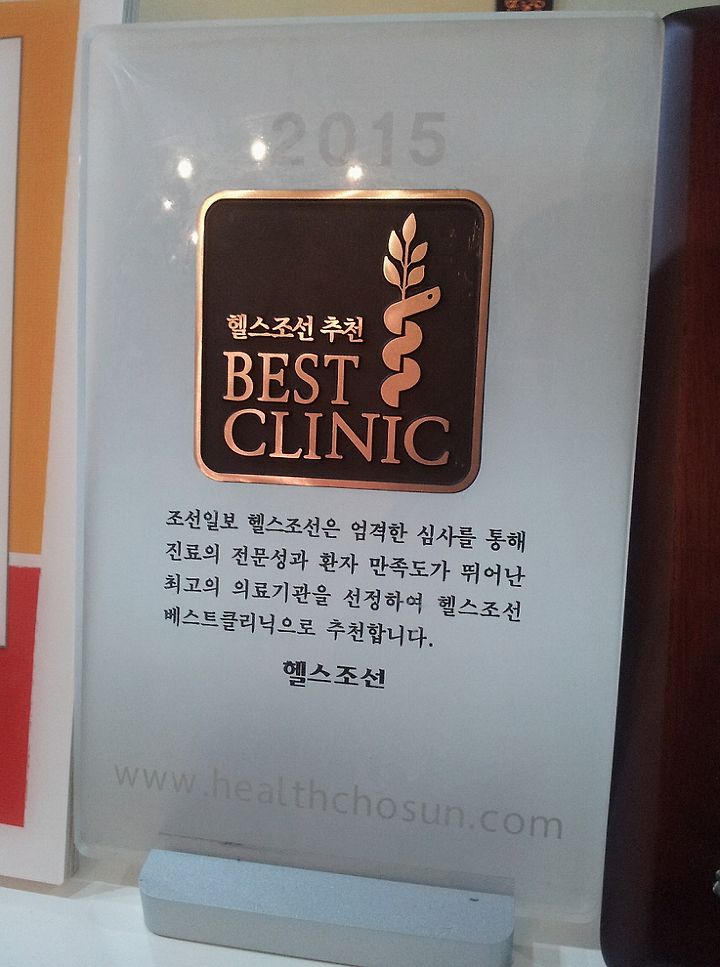 2015
헬스조선 추천
BEST
CLINIC
조선일보 헬스조선은 엄격한 심사를 통해
진료의 전문성과 환자 만족도가 뛰어난
최고의 의료기관을 선정하여 헬스조선
베스트클리닉으로 추천합니다.
헬스조선
www.healthchosun.com